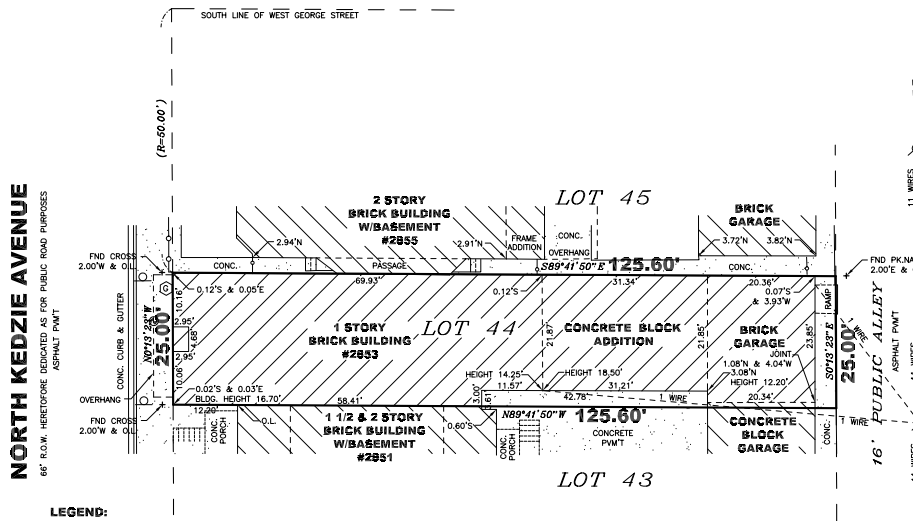 SOUTH LINE OF WEST GEORGE STREET
(R=50.00')
NORTH KEDZIE AVENUE
66' R.O.W. HERETOFORE DEDICATED AS FOR PUBLIC ROAD PURPOSES
ASPHALT PVM'T
CONC. CURB & GUTTER
LOT 45
2 STORY
BRICK BUILDING
W/BASEMENT
#2855
FRAME
ADDITION
CONC.
OVERHANG
BRICK
GARAGE
11 WIRES
2.94'N
2.91'N
3.72'N
3.82'N
FND CROSS
2.00'W & O.L.
CONC.
PASSAGE
S89°41'50"E 125.60'
CONC.
FND PK.NA
2.00'E &
0.12'S & 0.05'E
69.93'
0.12'S
31.34'
20.36'
0.07'S
& 3.93'W
RAMP
G
10.16'
2.95'
4.68'
2.95'
10.06'
N0°13'23"W
25.00'
1 STORY
BRICK BUILDING
#2853
LOT 44
21.87'
CONCRETE BLOCK
ADDITION
21.85'
BRICK
GARAGE
23.85'
S0°13'23"E
25.00'
16' PUBLIC ALLEY
ASPHALT PVM'T
JOINT
1.08'N & 4.04'W
3.08'N
HEIGHT 12.20'
HEIGHT 14.25'
HEIGHT 18.50'
11.57'
31.21'
3.00'
42.78'
1 WIRE
20.34'
1 WIRE
1 WIRE
OVERHANG
0.02'S & 0.03'E
BLDG. HEIGHT 16.70'
58.41'
FND CROSS
2.00'W & O.L.
12.20'
CONC.
PORCH
O.L.
1 1/2 & 2 STORY
BRICK BUILDING
W/BASEMENT
#2851
0.60'S
N89°41'50"W 125.60'
CONC.
PORCH
CONCRETE
PVM'T
CONCRETE
BLOCK
GARAGE
CONC.
LOT 43
LEGEND: